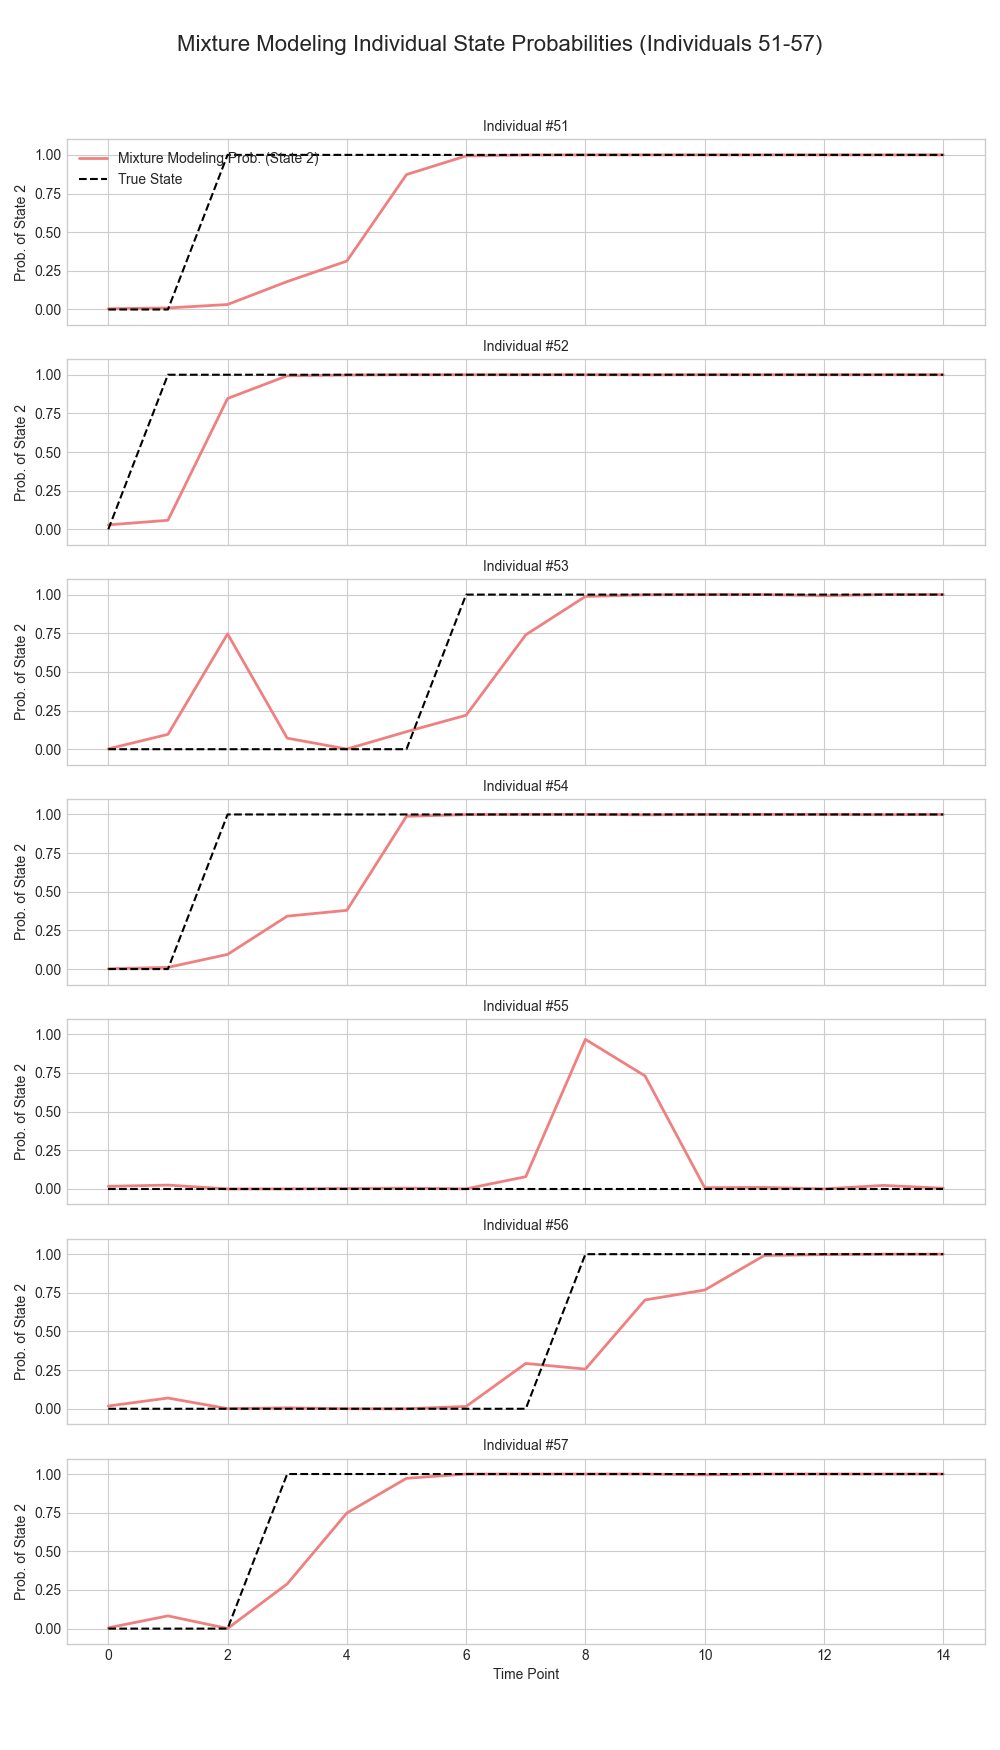 Mixture Modeling Individual State Probabilities (Individuals 51-57)
Individual #51
Mixture Modeling Prob. (State 2)
True State
1.00
0.75
0.50
0.25
0.00
Prob. of State 2
Individual #52
1.00
0.75
0.50
0.25
0.00
Prob. of State 2
Individual #53
1.00
0.75
0.50
0.25
0.00
Prob. of State 2
Individual #54
1.00
0.75
0.50
0.25
0.00
Prob. of State 2
Individual #55
1.00
0.75
0.50
0.25
0.00
Prob. of State 2
Individual #56
1.00
0.75
0.50
0.25
0.00
Prob. of State 2
Individual #57
1.00
0.75
0.50
0.25
0.00
Prob. of State 2
0 2 4 6 8 10 12 14
Time Point